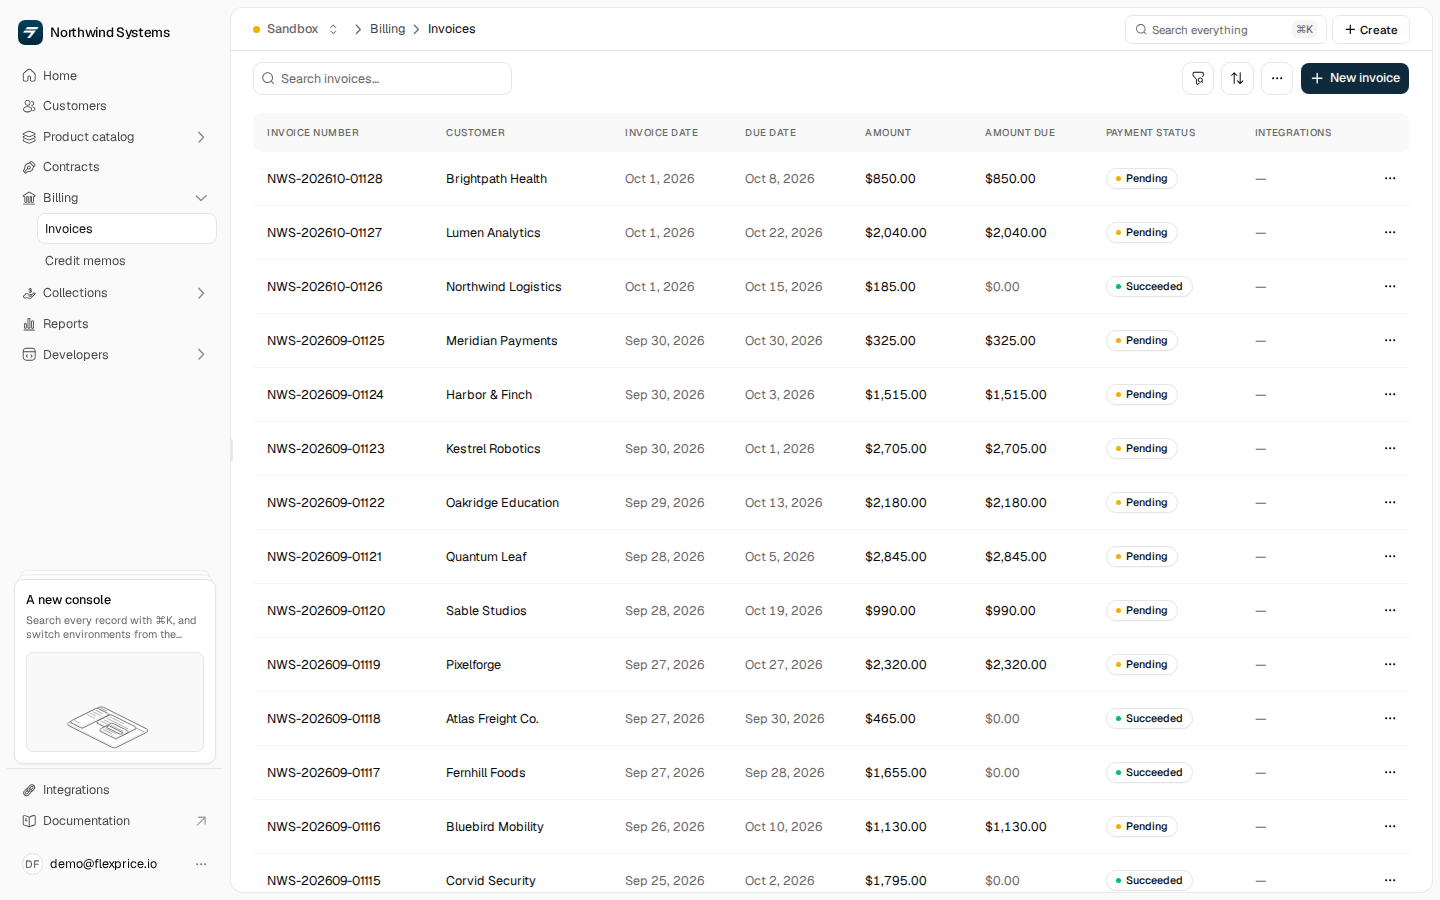 Northwind Systems
Home
Customers
Product catalog
Contracts
Billing
Invoices
Credit memos
Collections
Reports
Developers
A new console
Search every record with ⌘K, and
switch environments from the...
Integrations
Documentation
DF demo@flexprice.io
Sandbox Billing Invoices
Search everything ⌘K
+ Create
Search invoices...
+ New invoice
INVOICE NUMBER CUSTOMER INVOICE DATE DUE DATE AMOUNT AMOUNT DUE PAYMENT STATUS INTEGRATIONS
NWS-202610-01128 Brightpath Health Oct 1, 2026 Oct 8, 2026 $850.00 $850.00 Pending —
NWS-202610-01127 Lumen Analytics Oct 1, 2026 Oct 22, 2026 $2,040.00 $2,040.00 Pending —
NWS-202610-01126 Northwind Logistics Oct 1, 2026 Oct 15, 2026 $185.00 $0.00 Succeeded —
NWS-202609-01125 Meridian Payments Sep 30, 2026 Oct 30, 2026 $325.00 $325.00 Pending —
NWS-202609-01124 Harbor & Finch Sep 30, 2026 Oct 3, 2026 $1,515.00 $1,515.00 Pending —
NWS-202609-01123 Kestrel Robotics Sep 30, 2026 Oct 1, 2026 $2,705.00 $2,705.00 Pending —
NWS-202609-01122 Oakridge Education Sep 29, 2026 Oct 13, 2026 $2,180.00 $2,180.00 Pending —
NWS-202609-01121 Quantum Leaf Sep 28, 2026 Oct 5, 2026 $2,845.00 $2,845.00 Pending —
NWS-202609-01120 Sable Studios Sep 28, 2026 Oct 19, 2026 $990.00 $990.00 Pending —
NWS-202609-01119 Pixelforge Sep 27, 2026 Oct 27, 2026 $2,320.00 $2,320.00 Pending —
NWS-202609-01118 Atlas Freight Co. Sep 27, 2026 Sep 30, 2026 $465.00 $0.00 Succeeded —
NWS-202609-01117 Fernhill Foods Sep 27, 2026 Sep 28, 2026 $1,655.00 $0.00 Succeeded —
NWS-202609-01116 Bluebird Mobility Sep 26, 2026 Oct 10, 2026 $1,130.00 $1,130.00 Pending —
NWS-202609-01115 Corvid Security Sep 25, 2026 Oct 2, 2026 $1,795.00 $0.00 Succeeded —